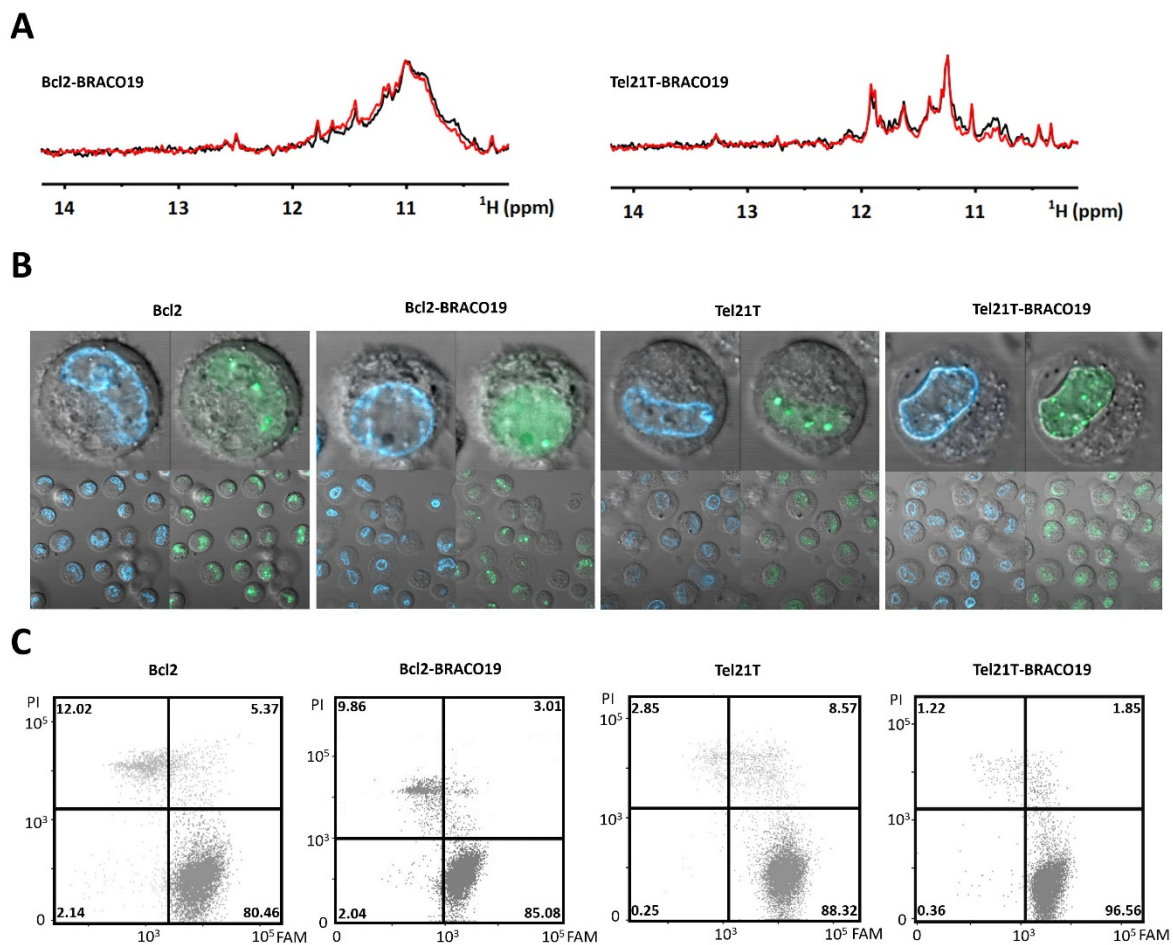 A
Bcl2-BRACO19 Tel21T-BRACO19
14 13 12 11 ¹H (ppm) 14 13 12 11 ¹H (ppm)
B
Bcl2 Bcl2-BRACO19 Tel21T Tel21T-BRACO19
C
Bcl2 Bcl2-BRACO19 Tel21T Tel21T-BRACO19
PI 12.02 5.37 PI 9.86 3.01 PI 2.85 8.57 PI 1.22 1.85
10⁵ 10⁵ 10⁵ 10⁵
10³ 10³ 10³ 10³
2.14 80.46 2.04 85.08 0.25 88.32 0.36 96.56
0 0 0 0
10³ 10⁵ FAM 0 10³ 10⁵ FAM 10³ 10⁵ FAM 0 10³ 10⁵ FAM